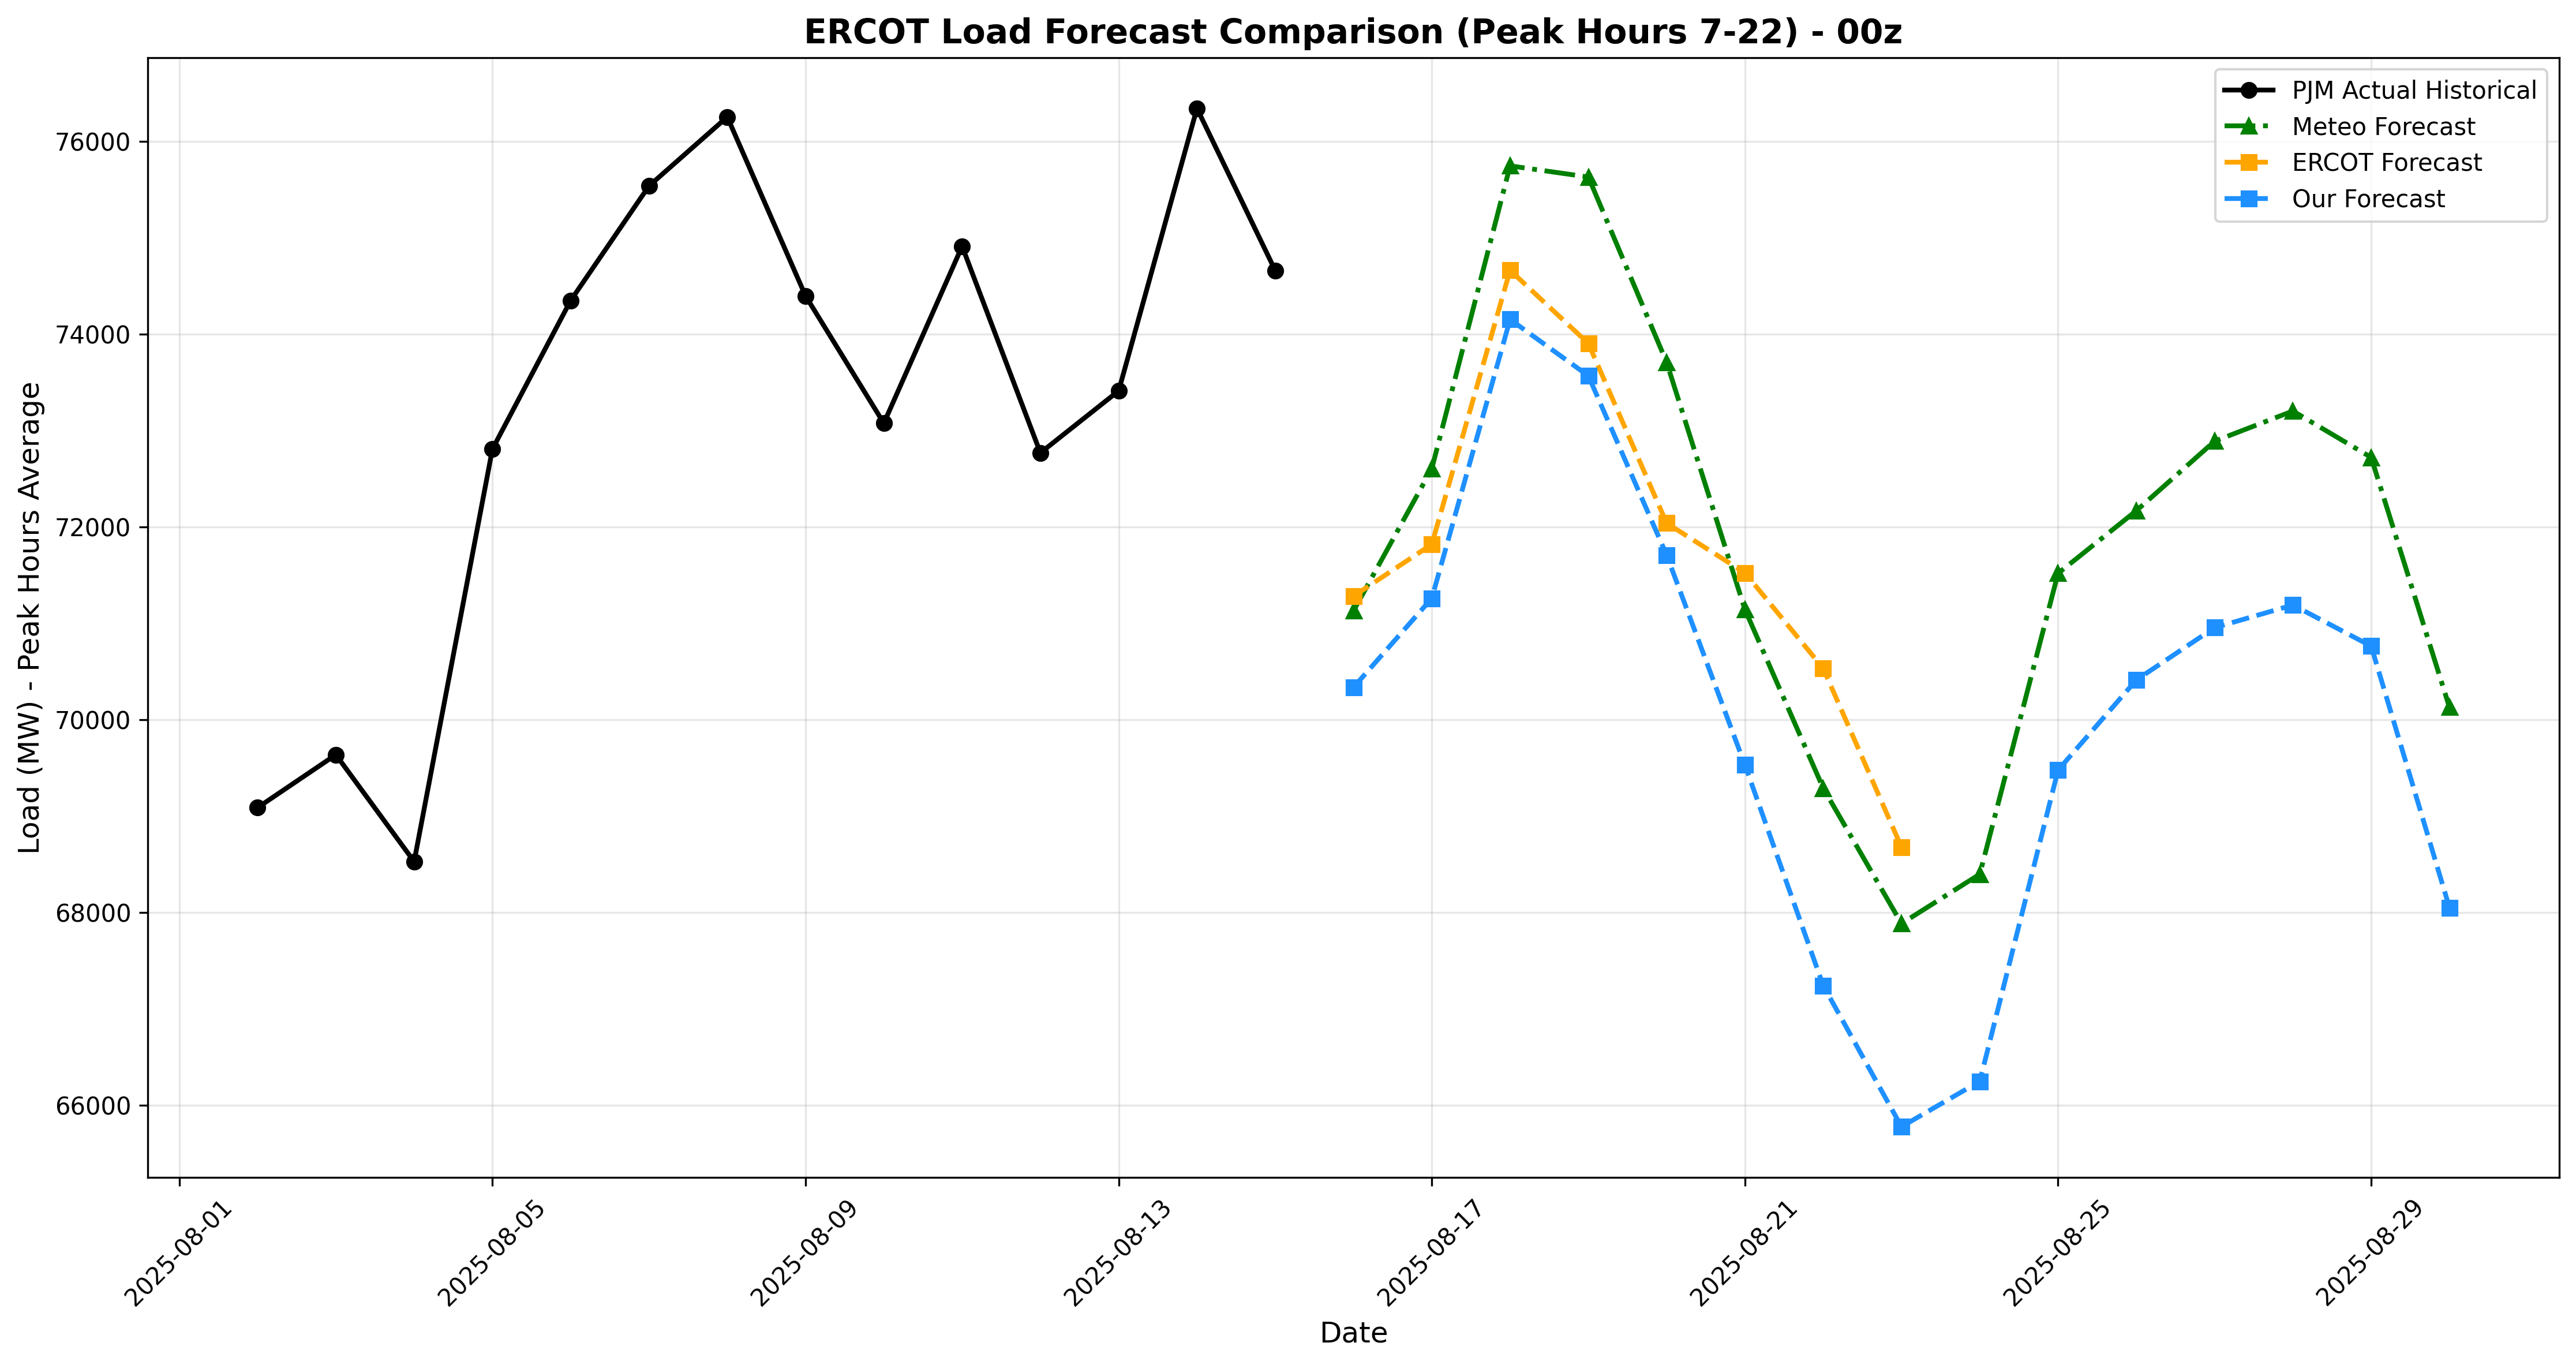 ERCOT Load Forecast Comparison (Peak Hours 7-22) - 00z
PJM Actual Historical
Meteo Forecast
ERCOT Forecast
Our Forecast
Load (MW) - Peak Hours Average
76000
74000
72000
70000
68000
66000
2025-08-01
2025-08-05
2025-08-09
2025-08-13
2025-08-17
2025-08-21
2025-08-25
2025-08-29
Date